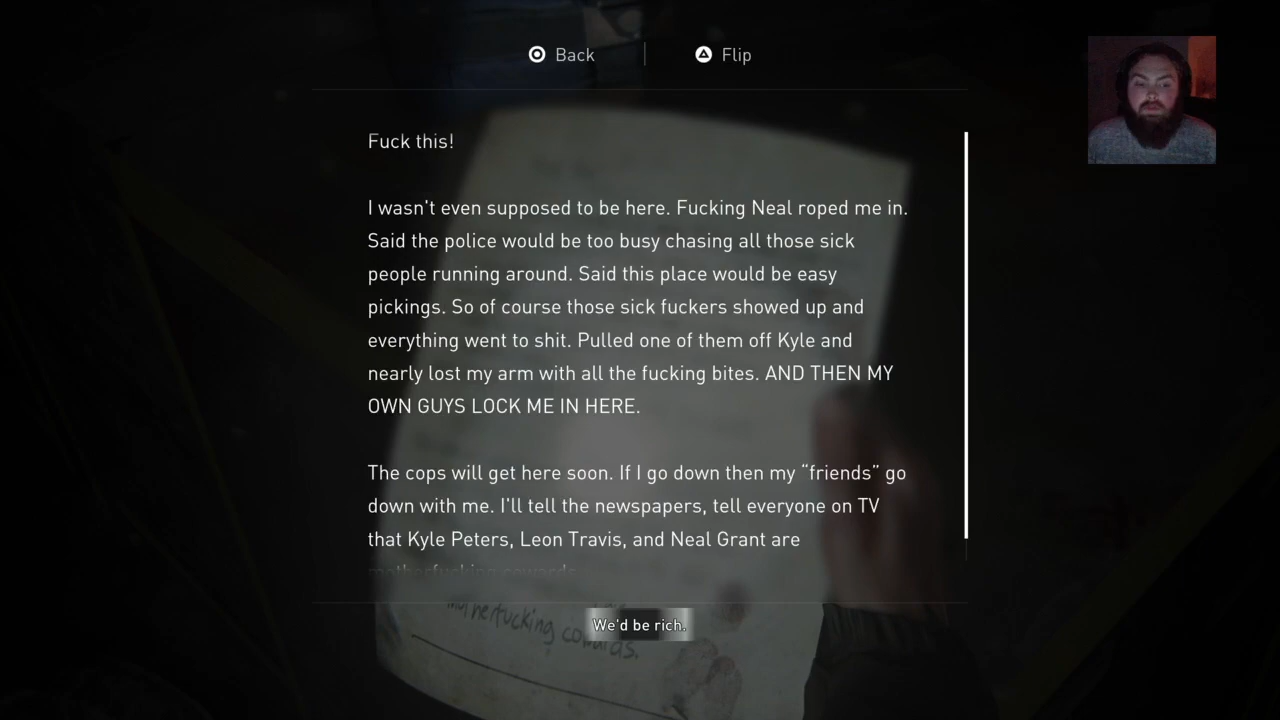 Back
Flip
Fuck this!
I wasn't even supposed to be here. Fucking Neal roped me in.
Said the police would be too busy chasing all those sick
people running around. Said this place would be easy
pickings. So of course those sick fuckers showed up and
everything went to shit. Pulled one of them off Kyle and
nearly lost my arm with all the fucking bites. AND THEN MY
OWN GUYS LOCK ME IN HERE.
The cops will get here soon. If I go down then my “friends” go
down with me. I'll tell the newspapers, tell everyone on TV
that Kyle Peters, Leon Travis, and Neal Grant are
motherfucking cowards.
motherfucking cowards.
We'd be rich.